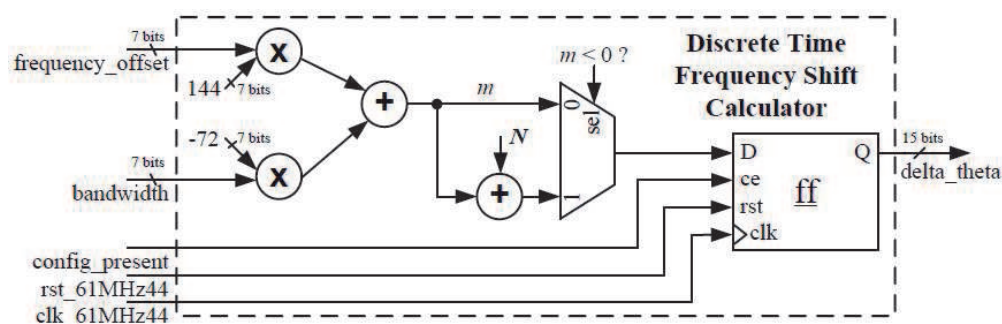 7 bits
frequency_offset
144
7 bits
X
+
-72
7 bits
X
7 bits
bandwidth
m
N
+
m < 0 ?
0
sel
1
Discrete Time
Frequency Shift
Calculator
D
Q
ce
ff
rst
clk
15 bits
delta_theta
config_present
rst_61MHz44
clk_61MHz44